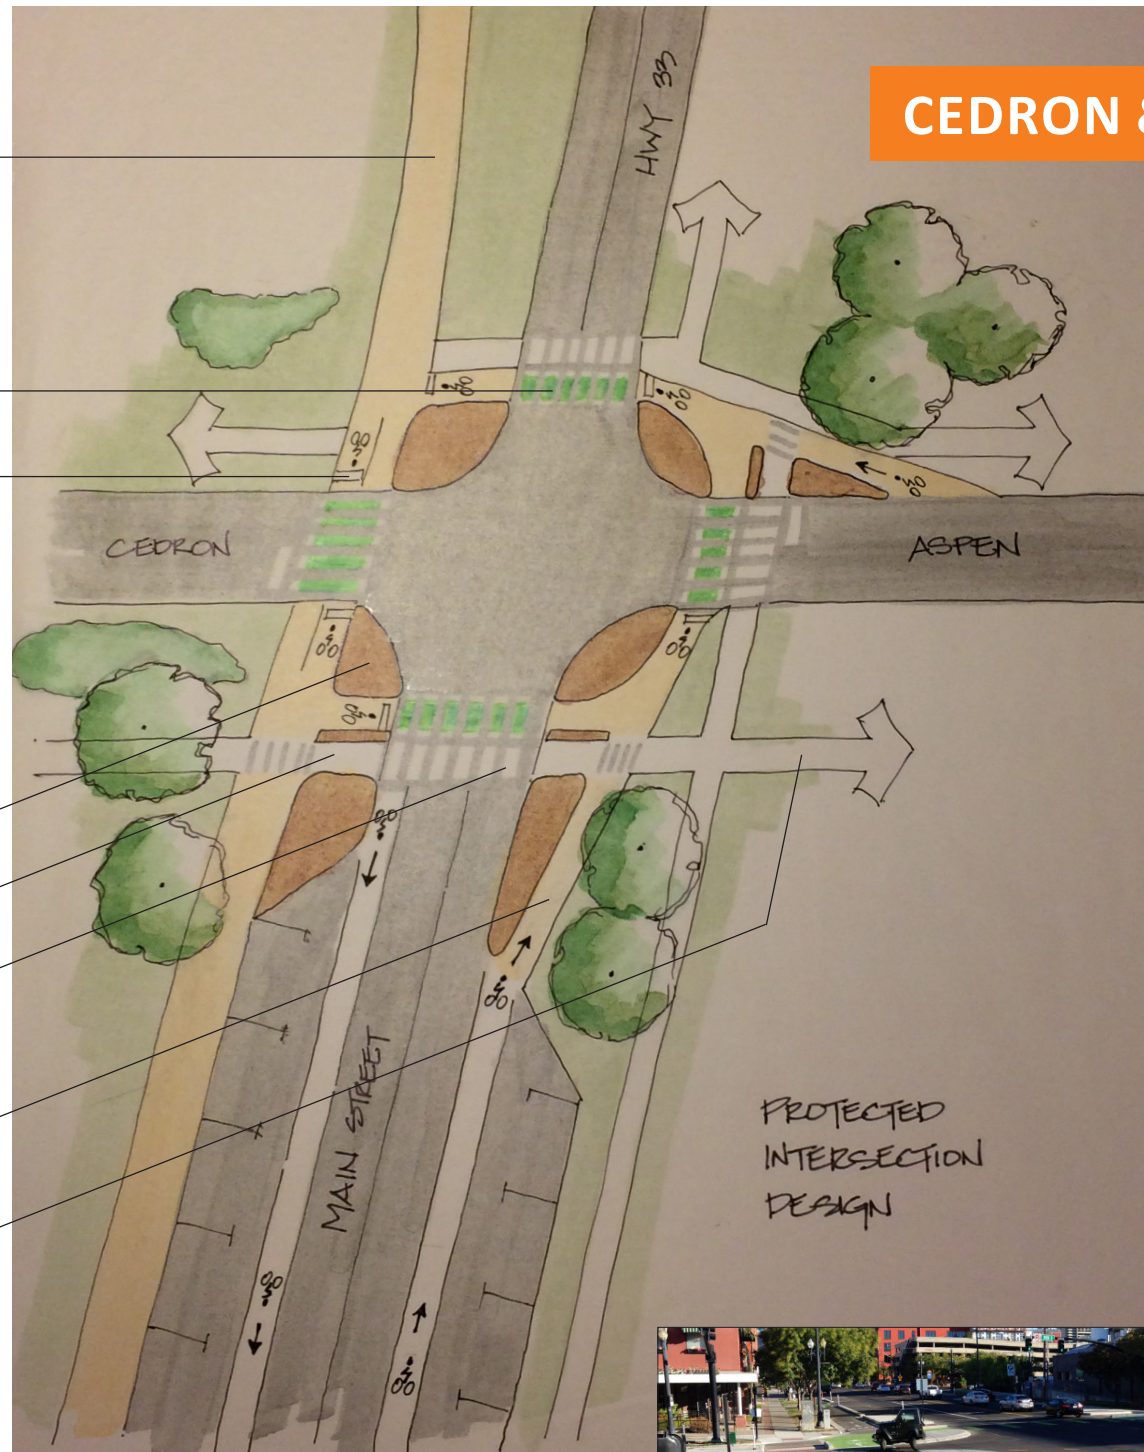 CEDRON &
HWY 33
CEDRON
ASPEN
MAIN STREET
PROTECTED
INTERSECTION
DESIGN